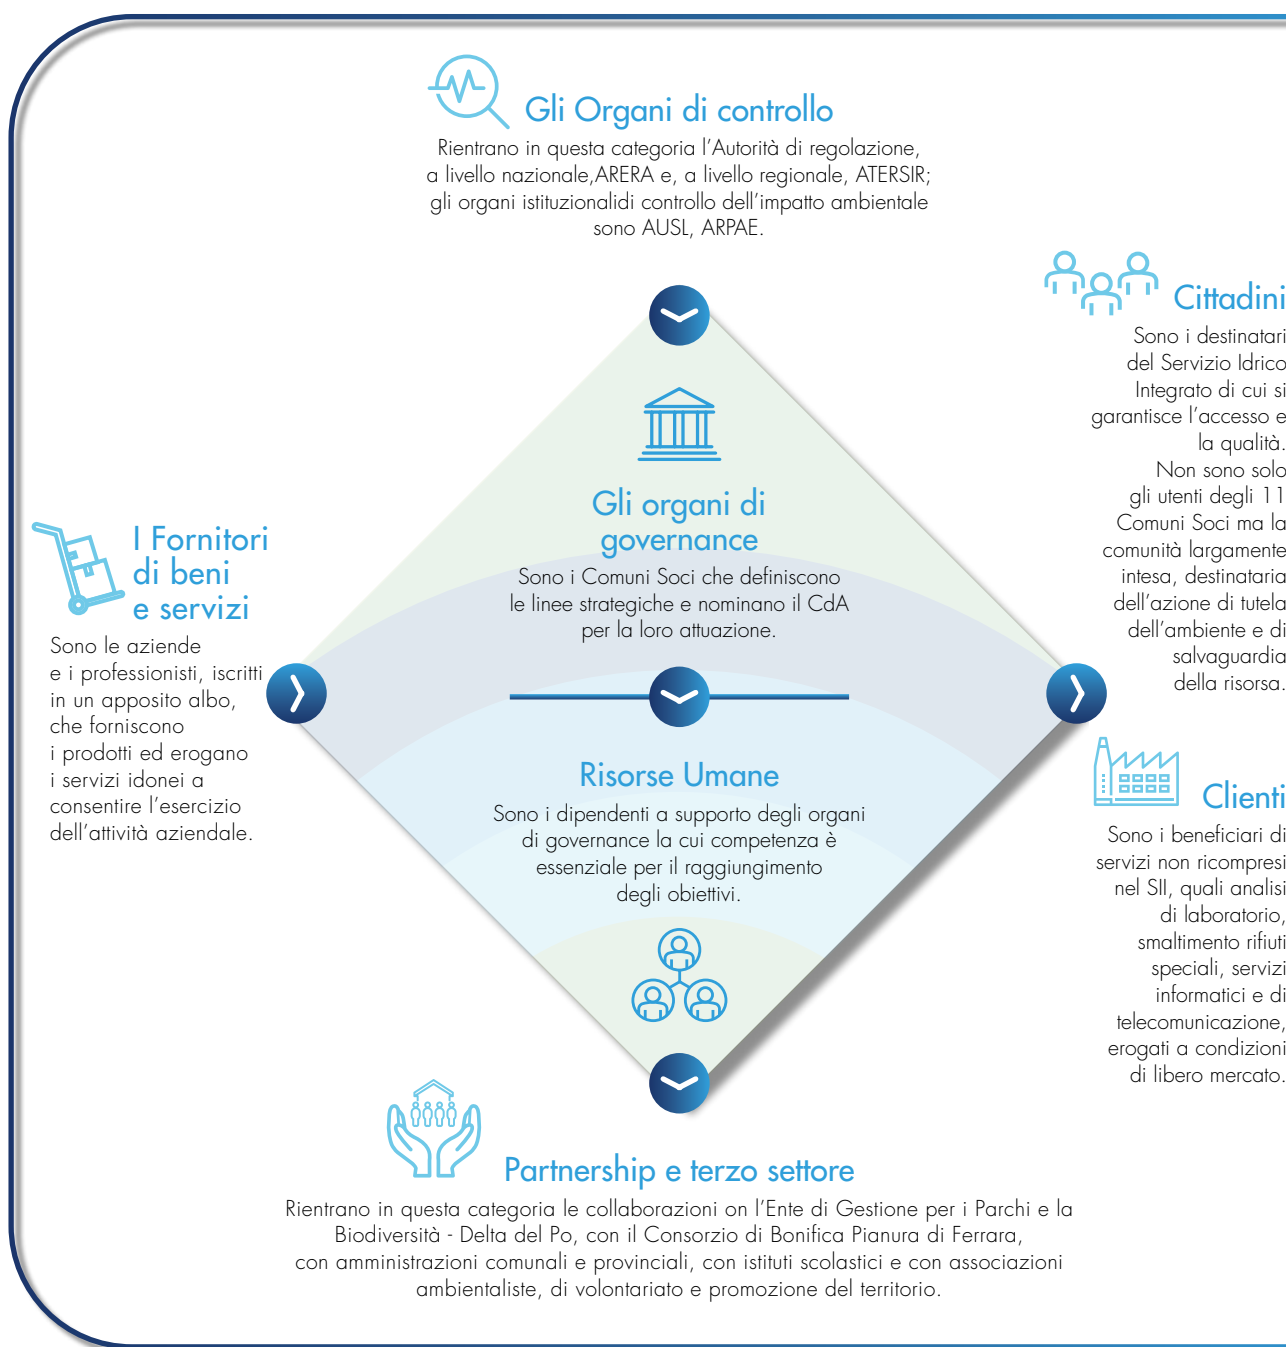 Gli Organi di controllo
Rientrano in questa categoria l'Autorità di regolazione,
a livello nazionale,ARERA e, a livello regionale, ATERSIR;
gli organi istituzionalidi controllo dell'impatto ambientale
sono AUSL, ARPAE.
Gli organi di
governance
Sono i Comuni Soci che definiscono
le linee strategiche e nominano il CdA
per la loro attuazione.
Risorse Umane
Sono i dipendenti a supporto degli organi
di governance la cui competenza è
essenziale per il raggiungimento
degli obiettivi.
I Fornitori
di beni
e servizi
Sono le aziende
e i professionisti, iscritti
in un apposito albo,
che forniscono
i prodotti ed erogano
i servizi idonei a
consentire l'esercizio
dell'attività aziendale.
Cittadini
Sono i destinatari
del Servizio Idrico
Integrato di cui si
garantisce l'accesso e
la qualità.
Non sono solo
gli utenti degli 11
Comuni Soci ma la
comunità largamente
intesa, destinataria
dell'azione di tutela
dell'ambiente e di
salvaguardia
della risorsa.
Clienti
Sono i beneficiari di
servizi non ricompresi
nel SII, quali analisi
di laboratorio,
smaltimento rifiuti
speciali, servizi
informatici e di
telecomunicazione,
erogati a condizioni
di libero mercato.
Partnership e terzo settore
Rientrano in questa categoria le collaborazioni on l'Ente di Gestione per i Parchi e la
Biodiversità - Delta del Po, con il Consorzio di Bonifica Pianura di Ferrara,
con amministrazioni comunali e provinciali, con istituti scolastici e con associazioni
ambientaliste, di volontariato e promozione del territorio.